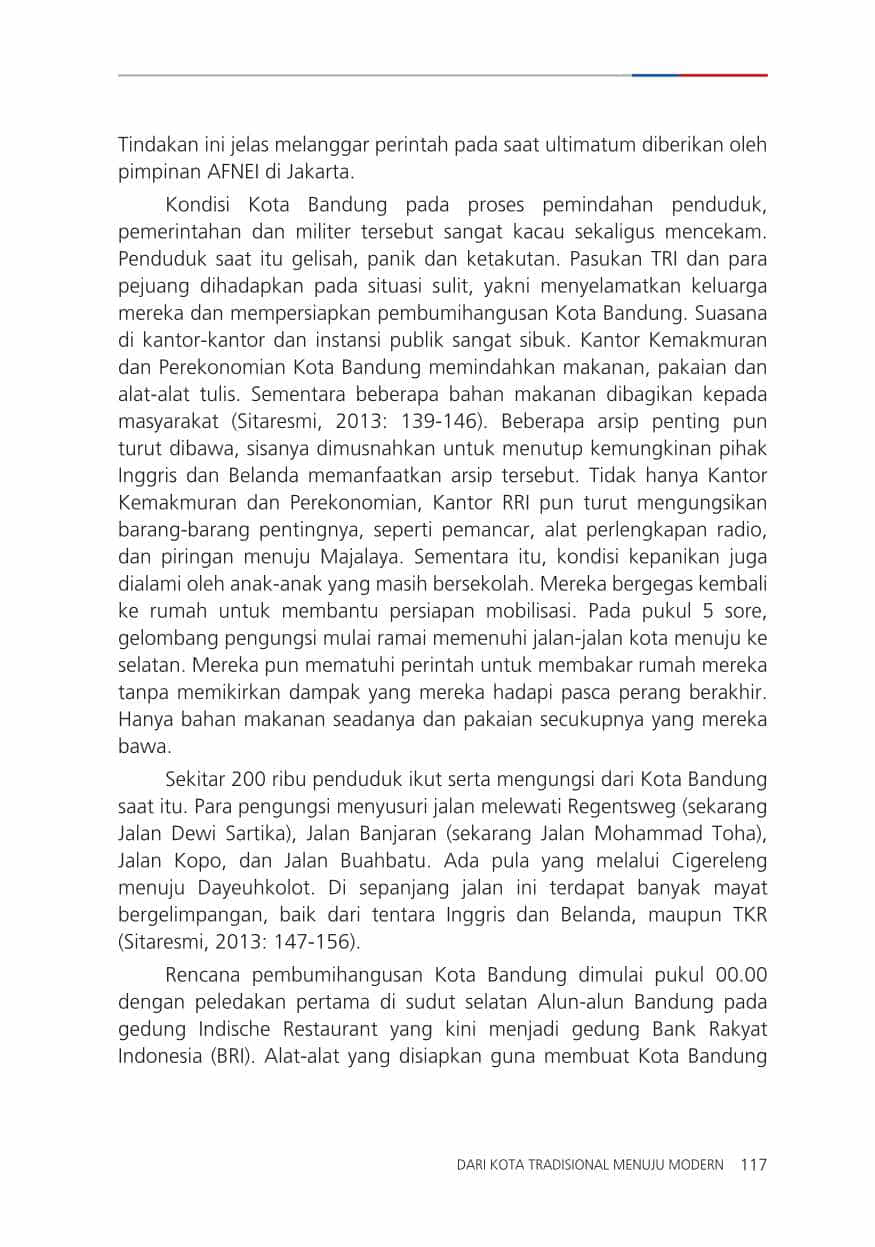 Tindakan ini jelas melanggar perintah pada saat ultimatum diberikan oleh
pimpinan AFNEI di Jakarta.
Kondisi Kota Bandung pada proses pemindahan penduduk,
pemerintahan dan militer tersebut sangat kacau sekaligus mencekam.
Penduduk saat itu gelisah, panik dan ketakutan. Pasukan TRI dan para
pejuang dihadapkan pada situasi sulit, yakni menyelamatkan keluarga
mereka dan mempersiapkan pembumihangusan Kota Bandung. Suasana
di kantor-kantor dan instansi publik sangat sibuk. Kantor Kemakmuran
dan Perekonomian Kota Bandung memindahkan makanan, pakaian dan
alat-alat tulis. Sementara beberapa bahan makanan dibagikan kepada
masyarakat (Sitaresmi, 2013: 139-146). Beberapa arsip penting pun
turut dibawa, sisanya dimusnahkan untuk menutup kemungkinan pihak
Inggris dan Belanda memanfaatkan arsip tersebut. Tidak hanya Kantor
Kemakmuran dan Perekonomian, Kantor RRI pun turut mengungsikan
barang-barang pentingnya, seperti pemancar, alat perlengkapan radio,
dan piringan menuju Majalaya. Sementara itu, kondisi kepanikan juga
dialami oleh anak-anak yang masih bersekolah. Mereka bergegas kembali
ke rumah untuk membantu persiapan mobilisasi. Pada pukul 5 sore,
gelombang pengungsi mulai ramai memenuhi jalan-jalan kota menuju ke
selatan. Mereka pun mematuhi perintah untuk membakar rumah mereka
tanpa memikirkan dampak yang mereka hadapi pasca perang berakhir.
Hanya bahan makanan seadanya dan pakaian secukupnya yang mereka
bawa.
Sekitar 200 ribu penduduk ikut serta mengungsi dari Kota Bandung
saat itu. Para pengungsi menyusuri jalan melewati Regentsweg (sekarang
Jalan Dewi Sartika), Jalan Banjaran (sekarang Jalan Mohammad Toha),
Jalan Kopo, dan Jalan Buahbatu. Ada pula yang melalui Cigereleng
menuju Dayeuhkolot. Di sepanjang jalan ini terdapat banyak mayat
bergelimpangan, baik dari tentara Inggris dan Belanda, maupun TKR
(Sitaresmi, 2013: 147-156).
Rencana pembumihangusan Kota Bandung dimulai pukul 00.00
dengan peledakan pertama di sudut selatan Alun-alun Bandung pada
gedung Indische Restaurant yang kini menjadi gedung Bank Rakyat
Indonesia (BRI). Alat-alat yang disiapkan guna membuat Kota Bandung
DARI KOTA TRADISIONAL MENUJU MODERN 117